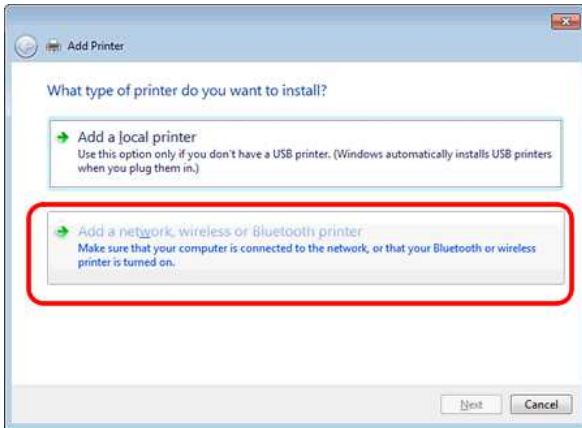 Add Printer
What type of printer do you want to install?
Add a local printer
Use this option only if you don't have a USB printer. (Windows automatically installs USB printers
when you plug them in.)
Add a network, wireless or Bluetooth printer
Make sure that your computer is connected to the network, or that your Bluetooth or wireless
printer is turned on.
Next Cancel